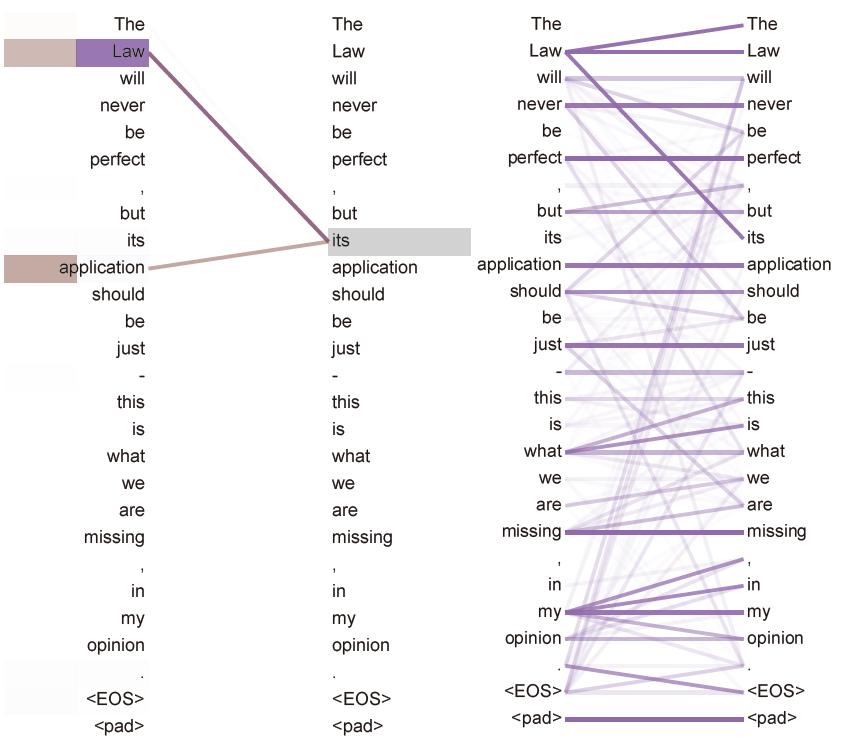 The The The The
Law Law Law Law
will will will will
never never never never
be be be be
perfect perfect perfect perfect
, , , ,
but but but but
its its its its
application application application application
should should should should
be be be be
just just just just
- - - -
this this this this
is is is is
what what what what
we we we we
are are are are
missing missing missing missing
, , , ,
in in in in
my my my my
opinion opinion opinion opinion
. . . .
<EOS> <EOS> <EOS> <EOS>
<pad> <pad> <pad> <pad>